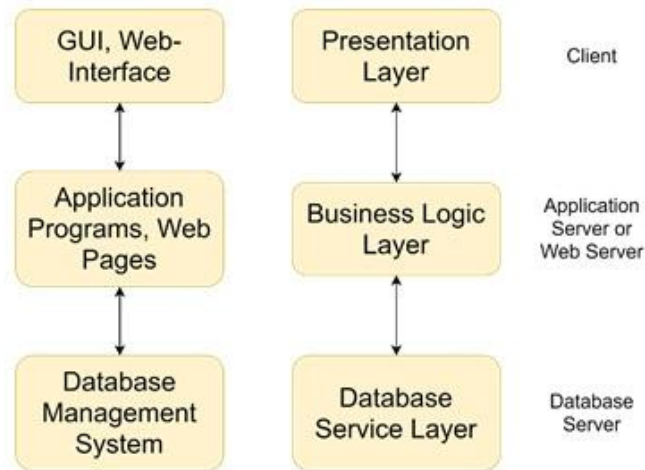 GUI, Web-
Interface
Presentation
Layer
Client
Application
Programs, Web
Pages
Business Logic
Layer
Application
Server or
Web Server
Database
Management
System
Database
Service Layer
Database
Server